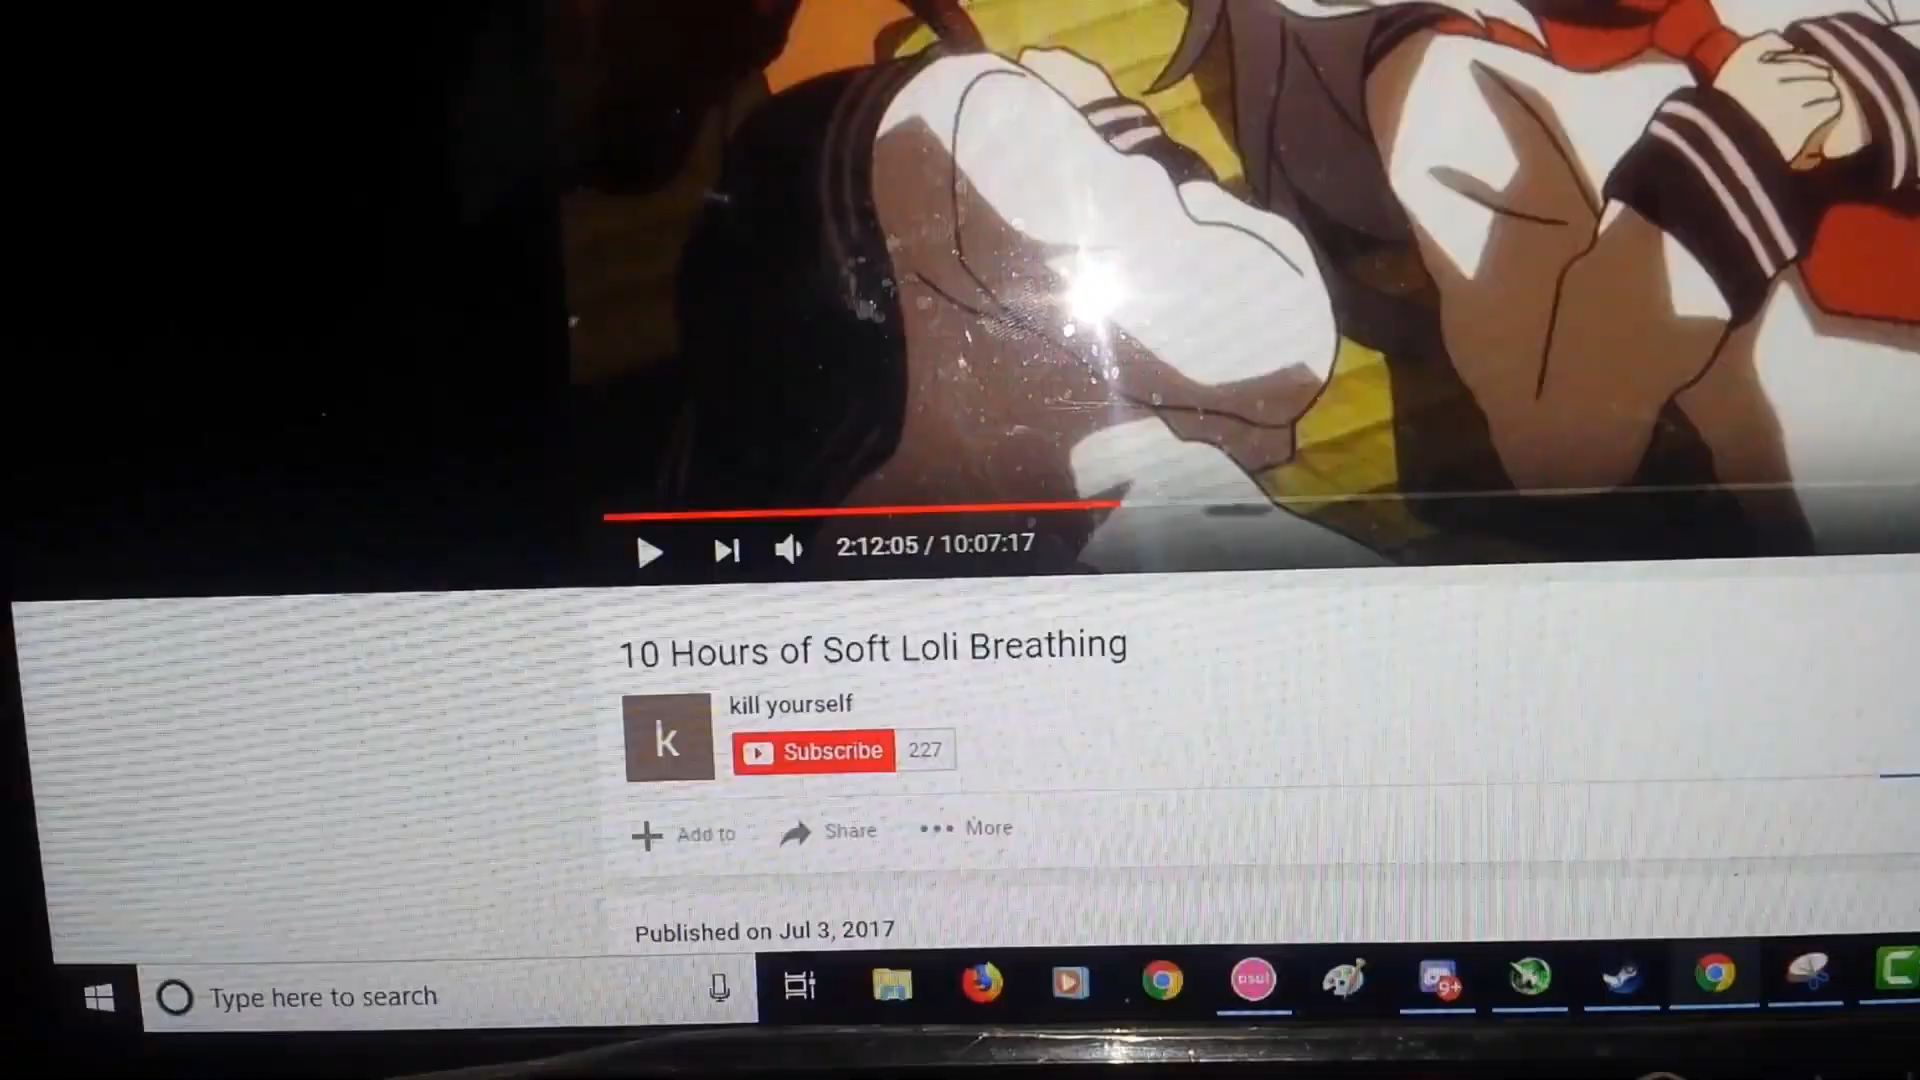 2:12:05 / 10:07:17
10 Hours of Soft Loli Breathing
k
kill yourself
Subscribe 227
Add to Share More
Published on Jul 3, 2017
Type here to search
osu!
9+